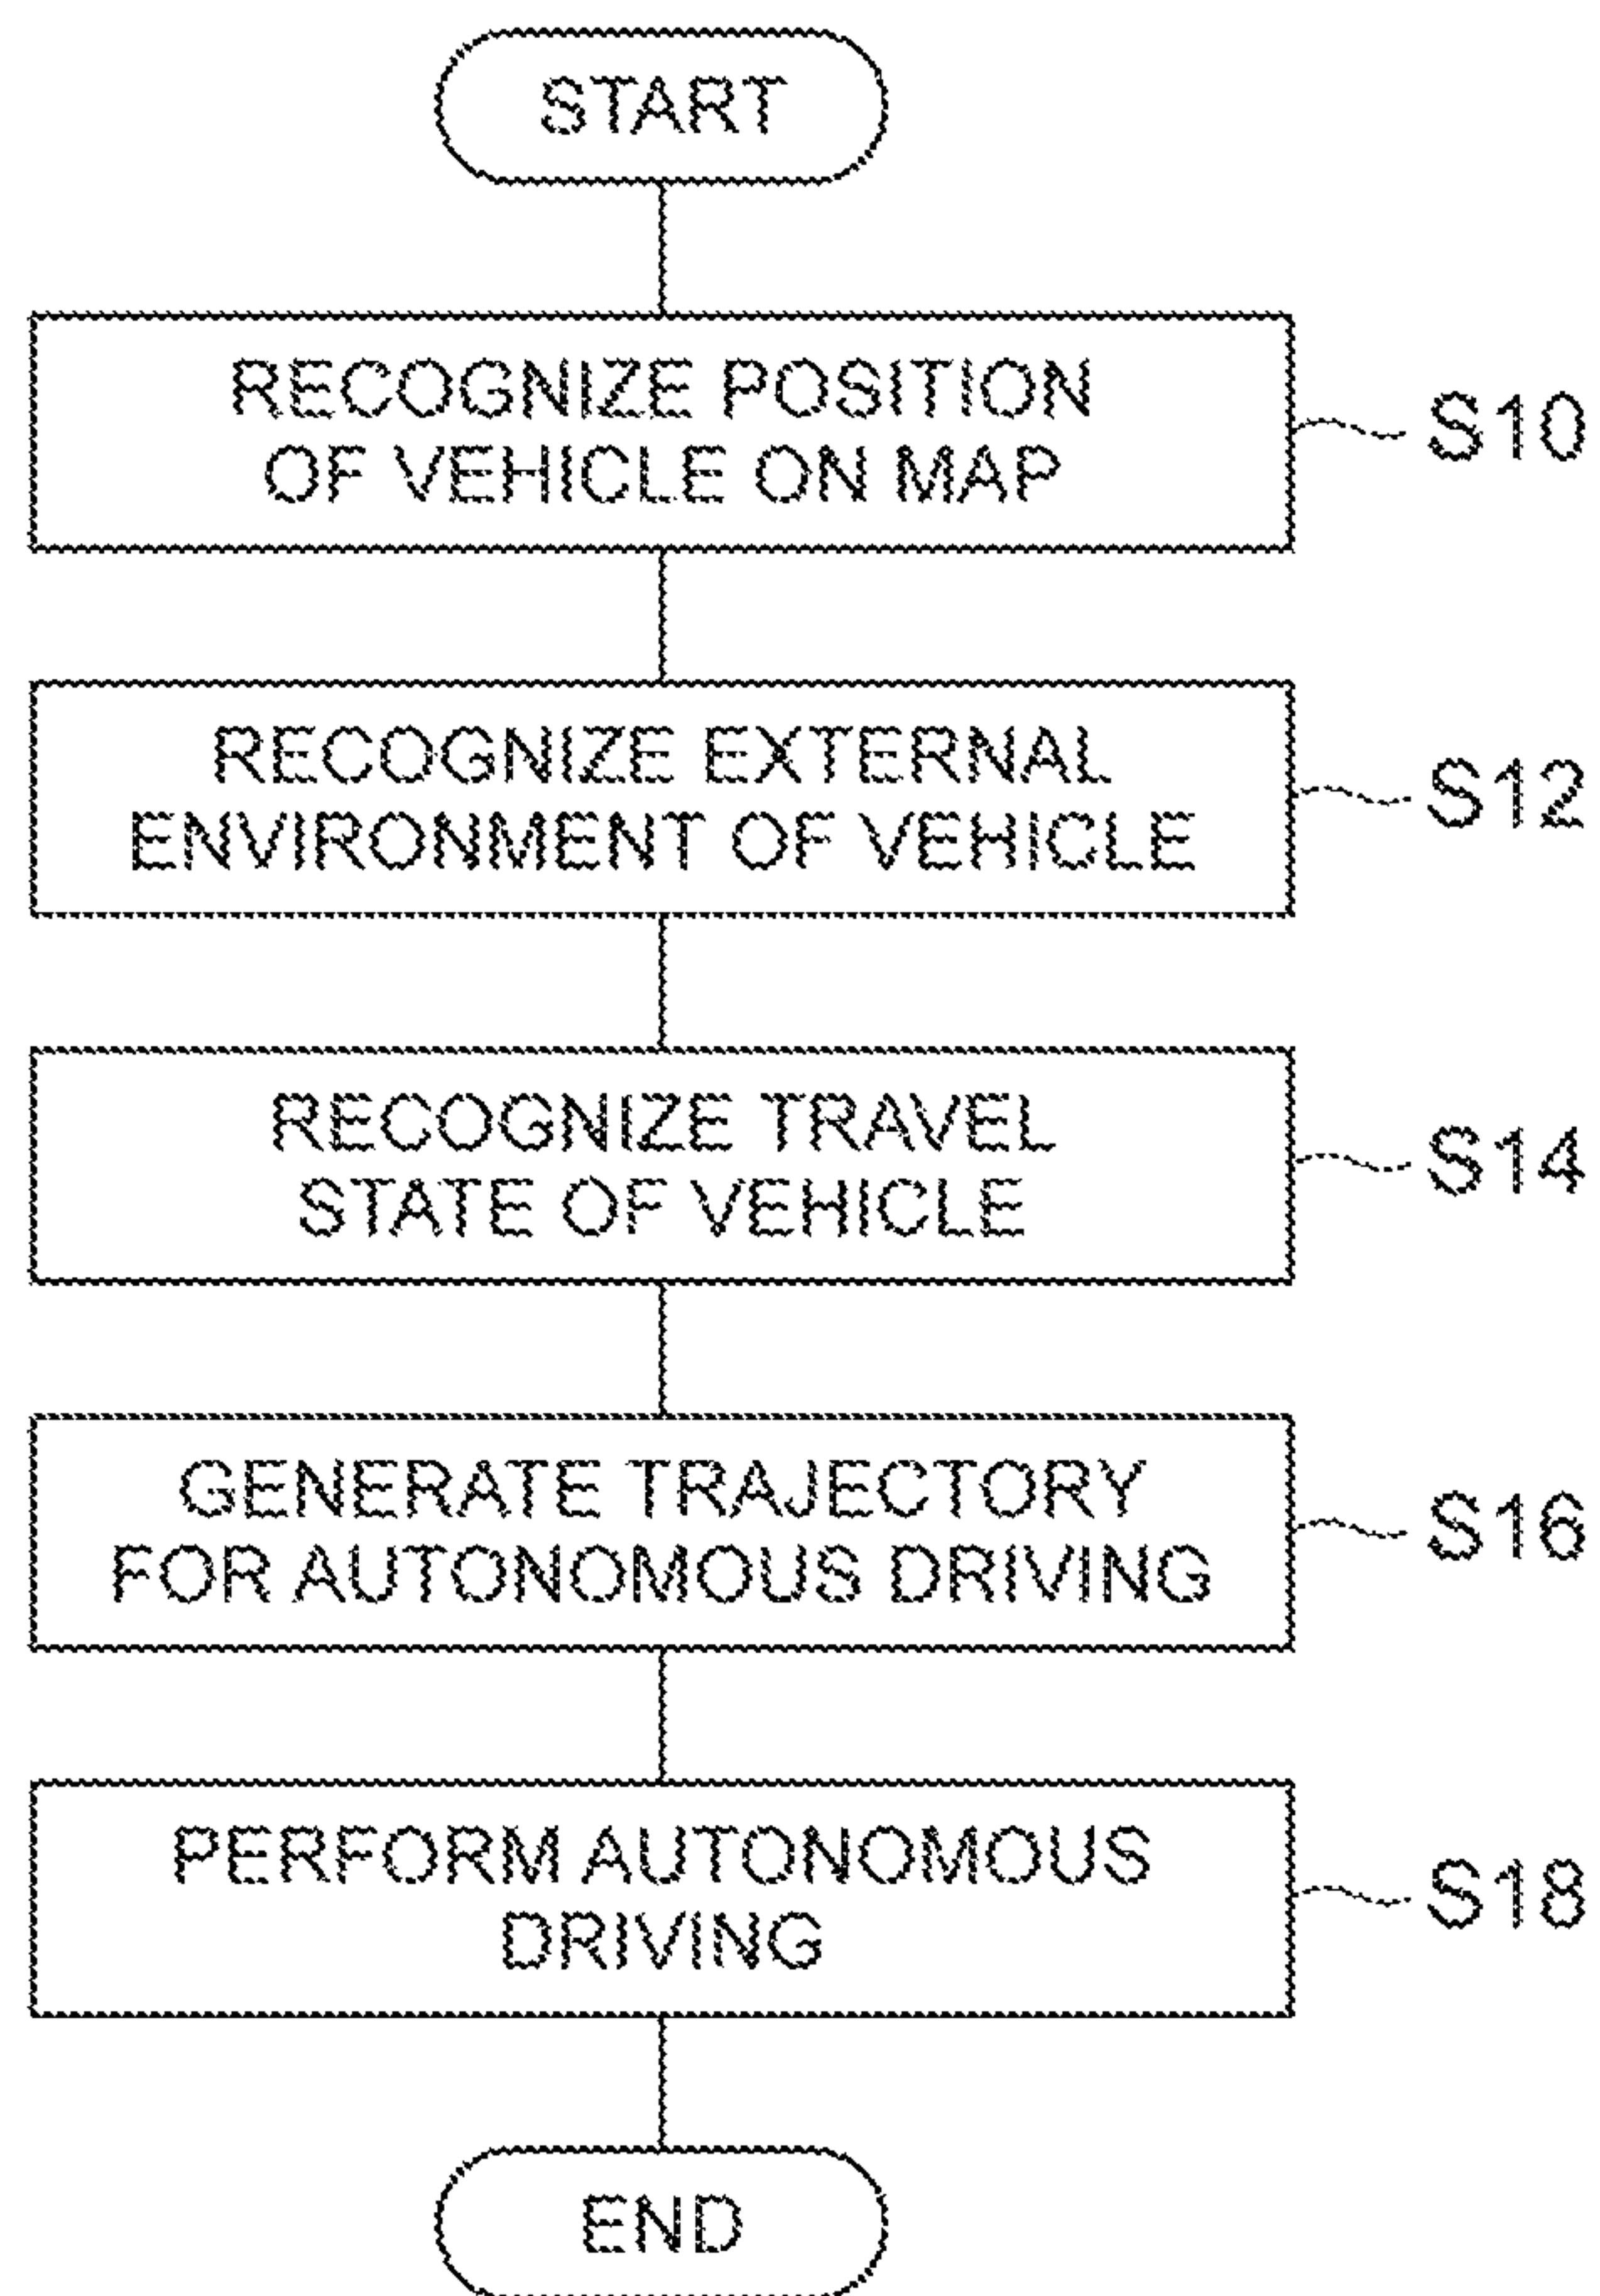 START
RECOGNIZE POSITION
OF VEHICLE ON MAP
S10
RECOGNIZE EXTERNAL
ENVIRONMENT OF VEHICLE
S12
RECOGNIZE TRAVEL
STATE OF VEHICLE
S14
GENERATE TRAJECTORY
FOR AUTONOMOUS DRIVING
S16
PERFORM AUTONOMOUS
DRIVING
S18
END